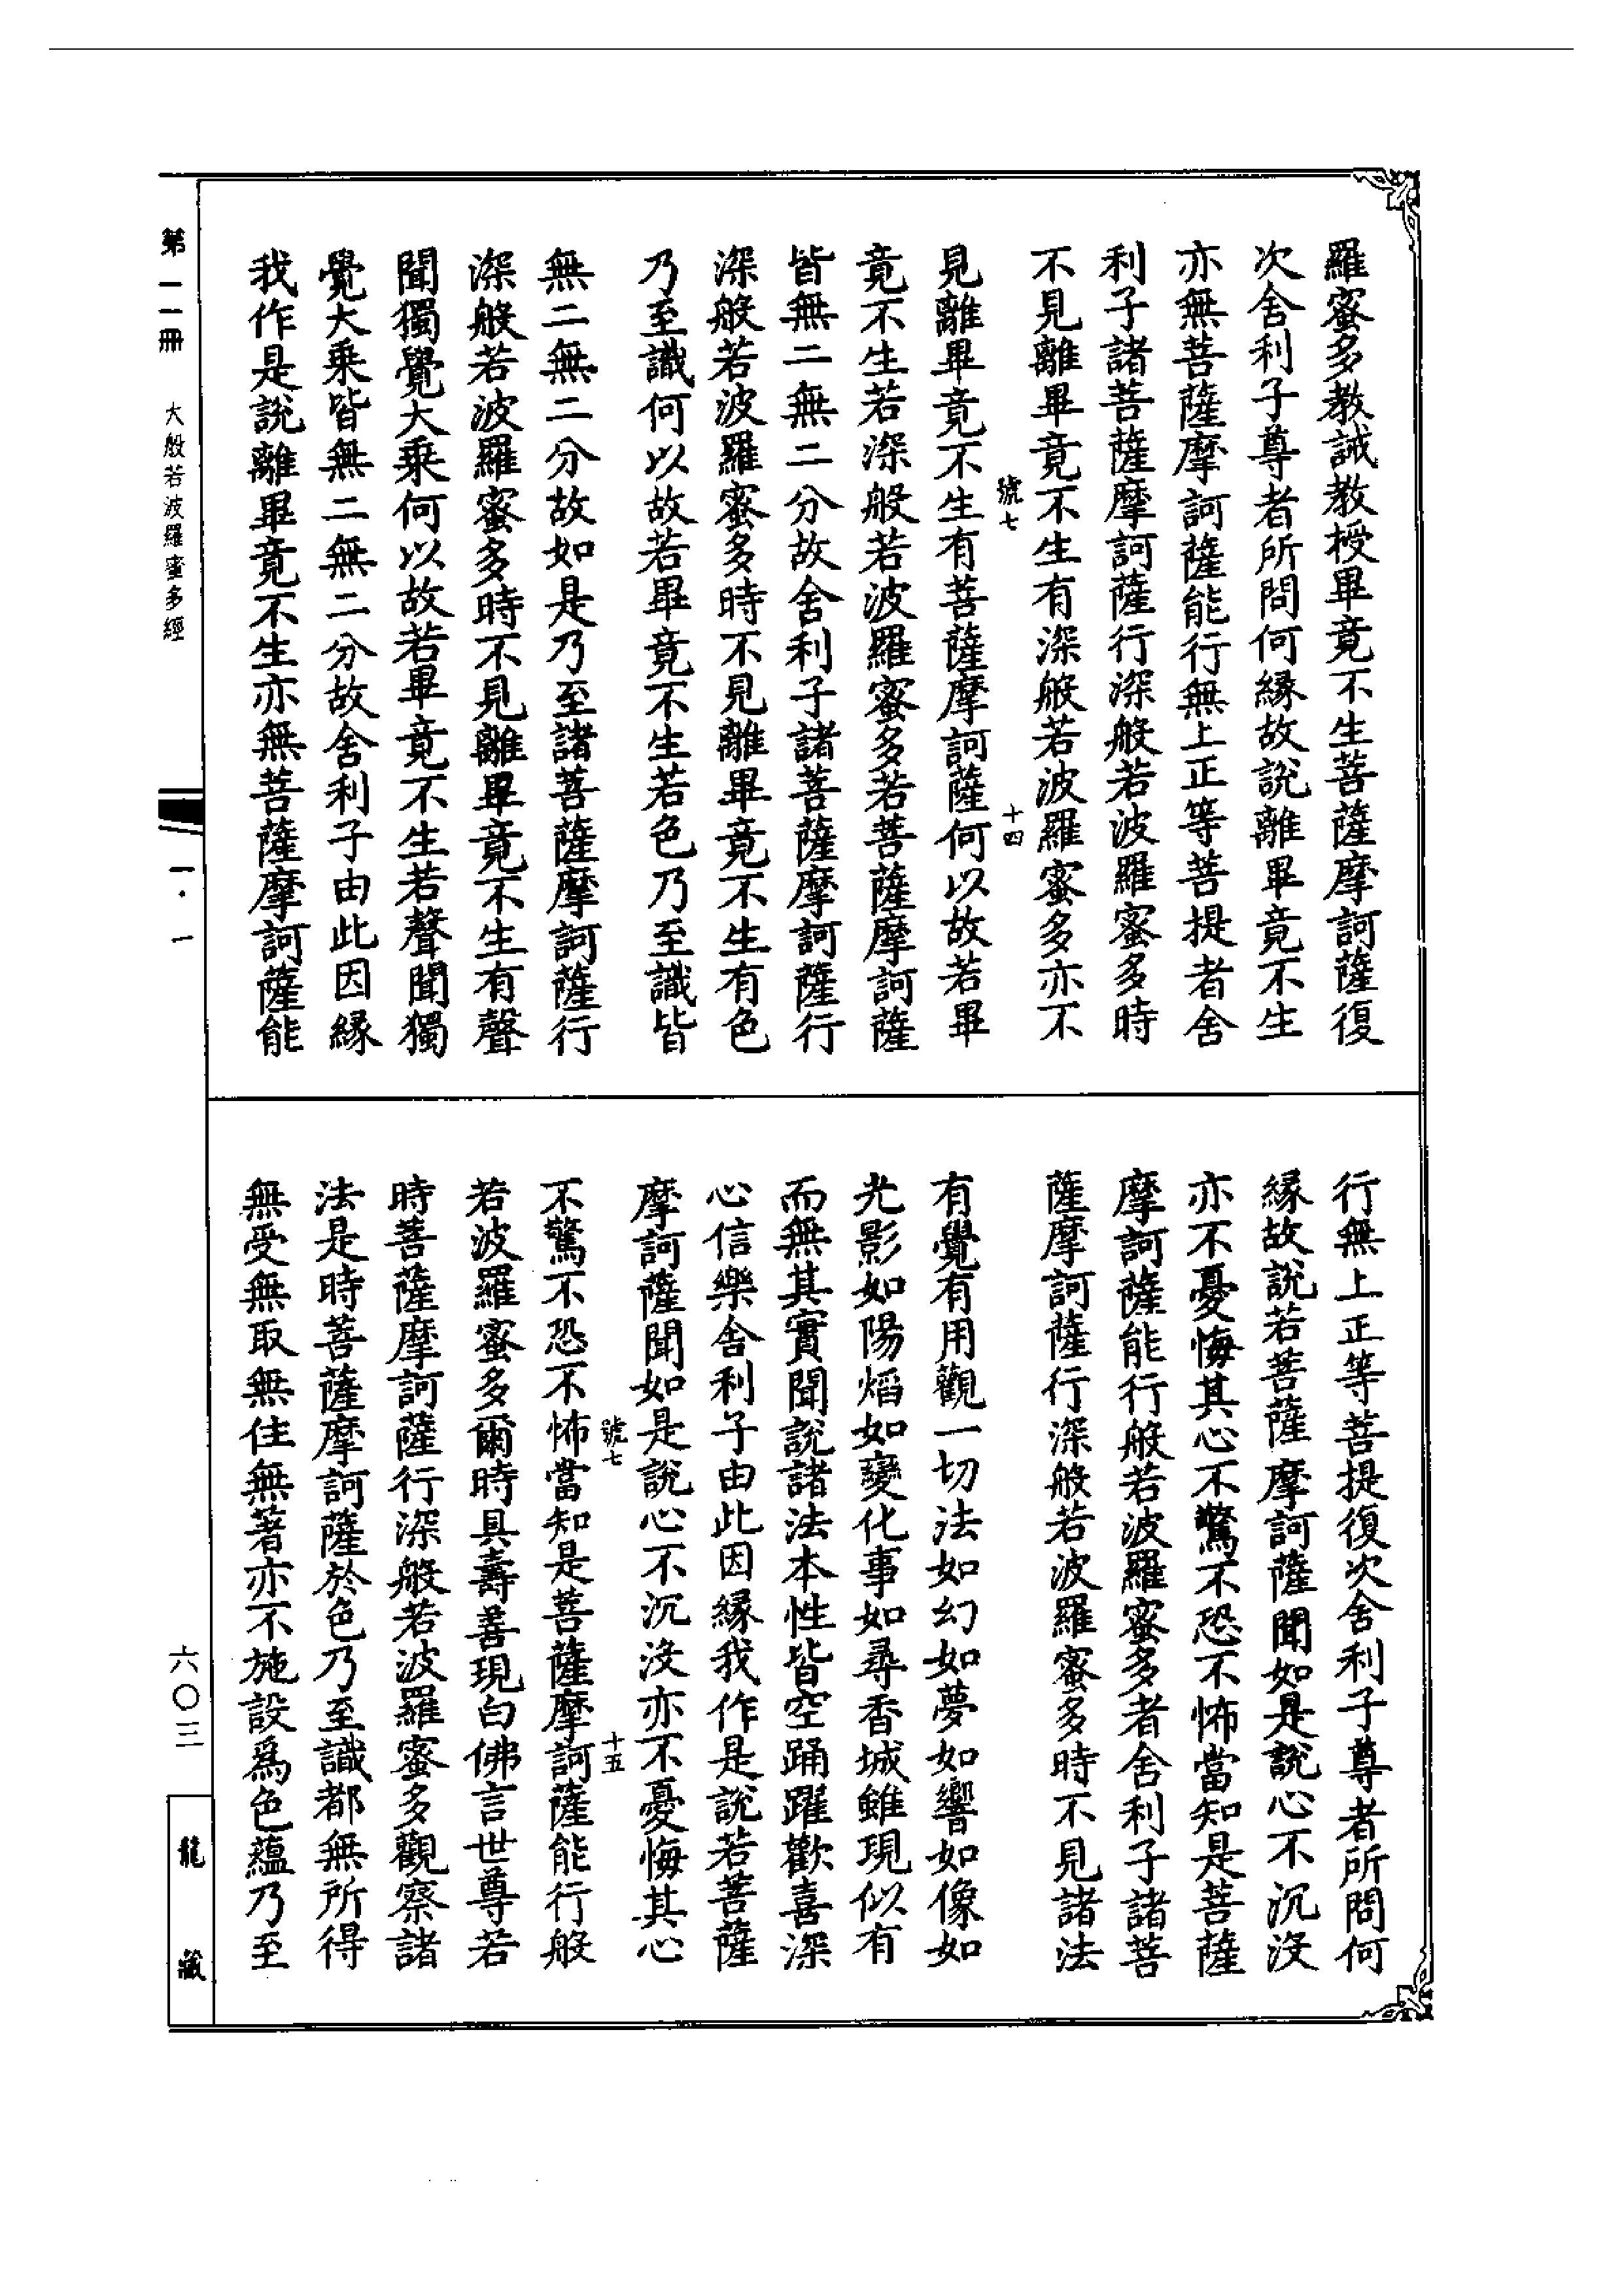 羅蜜多教誡教授畢竟不生菩薩摩訶薩復
次舍利子尊者所問何緣故說離畢竟不生
亦無菩薩摩訶薩能行無上正等菩提者舍
利子諸菩薩摩訶薩行深般若波羅蜜多時
不見離畢竟不生有深般若波羅蜜多亦不
號七 十四
見離畢竟不生有菩薩摩訶薩何以故若畢
竟不生若深般若波羅蜜多若菩薩摩訶薩
皆無二無二分故舍利子諸菩薩摩訶薩行
深般若波羅蜜多時不見離畢竟不生有色
乃至識何以故若畢竟不生若色乃至識皆
無二無二分故如是乃至諸菩薩摩訶薩行
深般若波羅蜜多時不見離畢竟不生有聲
聞獨覺大乘何以故若畢竟不生若聲聞獨
覺大乘皆無二無二分故舍利子由此因緣
我作是說離畢竟不生亦無菩薩摩訶薩能
行無上正等菩提復次舍利子尊者所問何
緣故說若菩薩摩訶薩聞如是說心不沉沒
亦不憂悔其心不驚不恐不怖當知是菩薩
摩訶薩能行般若波羅蜜多者舍利子諸菩
薩摩訶薩行深般若波羅蜜多時不見諸法
有覺有用觀一切法如幻如夢如響如像如
光影如陽焰如變化事如尋香城雖現似有
而無其實聞說諸法本性皆空踊躍歡喜深
心信樂舍利子由此因緣我作是說若菩薩
摩訶薩聞如是說心不沉沒亦不憂悔其心
號七 十五
不驚不恐不怖當知是菩薩摩訶薩能行般
若波羅蜜多爾時具壽善現白佛言世尊若
時菩薩摩訶薩行深般若波羅蜜多觀察諸
法是時菩薩摩訶薩於色乃至識都無所得
無受無取無住無著亦不施設爲色蘊乃至
第一一冊 大般若波羅蜜多經 一·一
六〇三
龍藏